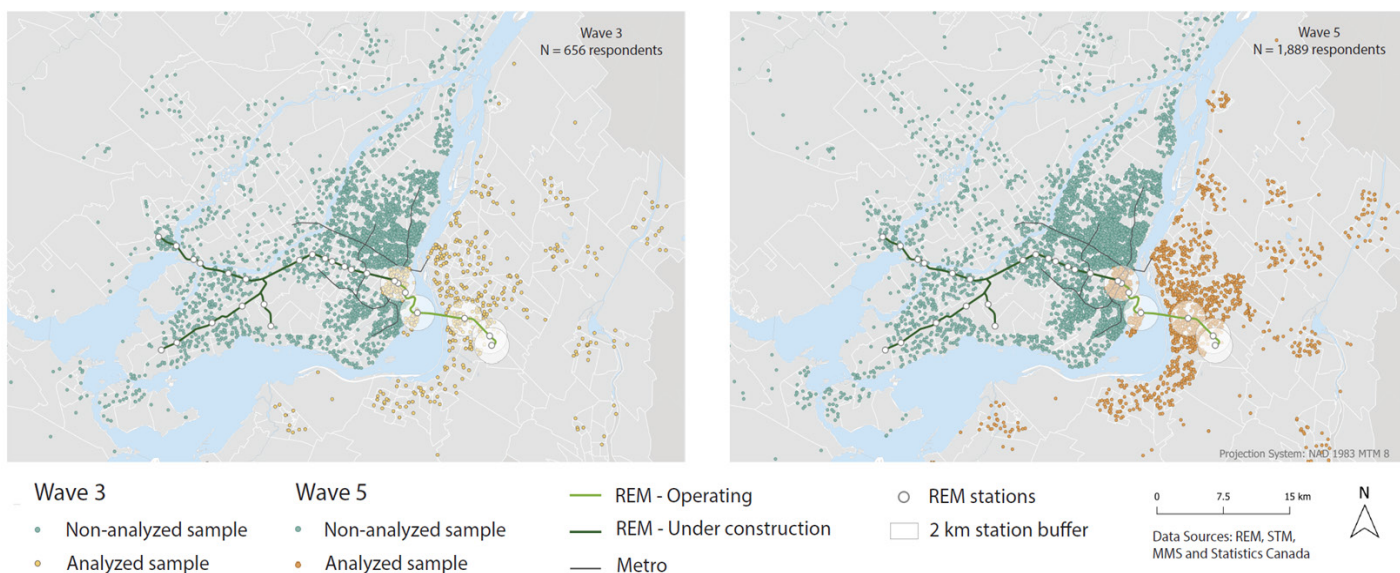 Wave 3
N = 656 respondents
Wave 5
N = 1,889 respondents
Projection System: NAD 1983 MTM 8
Wave 3
Non-analyzed sample
Analyzed sample
Wave 5
Non-analyzed sample
Analyzed sample
REM - Operating
REM - Under construction
Metro
REM stations
2 km station buffer
0 7.5 15 km
Data Sources: REM, STM,
MMS and Statistics Canada
N